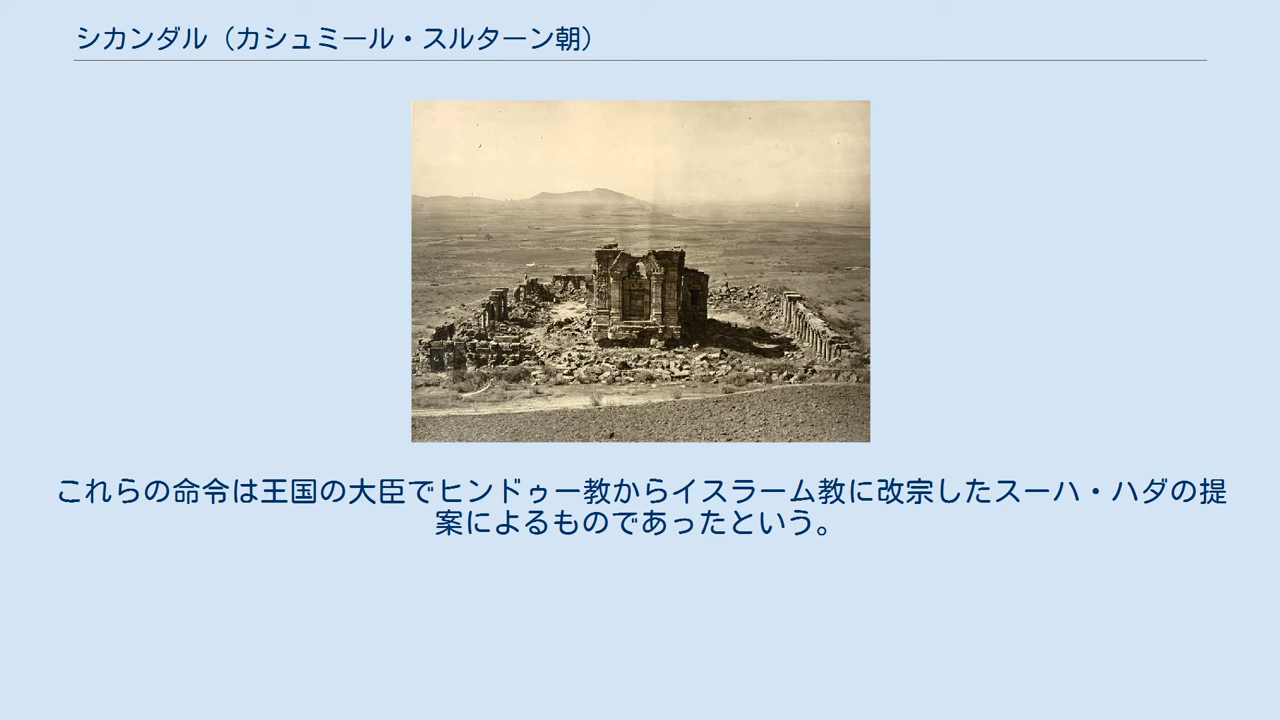 シカンダル（カシュミール・スルターン朝）
これらの命令は王国の大臣でヒンドゥー教からイスラーム教に改宗したスーハ・ハダの提
案によるものであったという。